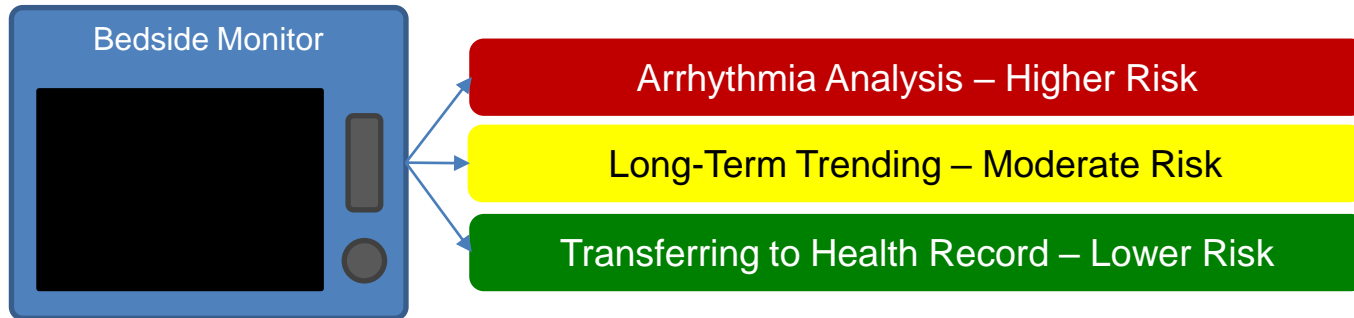 Bedside Monitor
Arrhythmia Analysis – Higher Risk
Long-Term Trending – Moderate Risk
Transferring to Health Record – Lower Risk